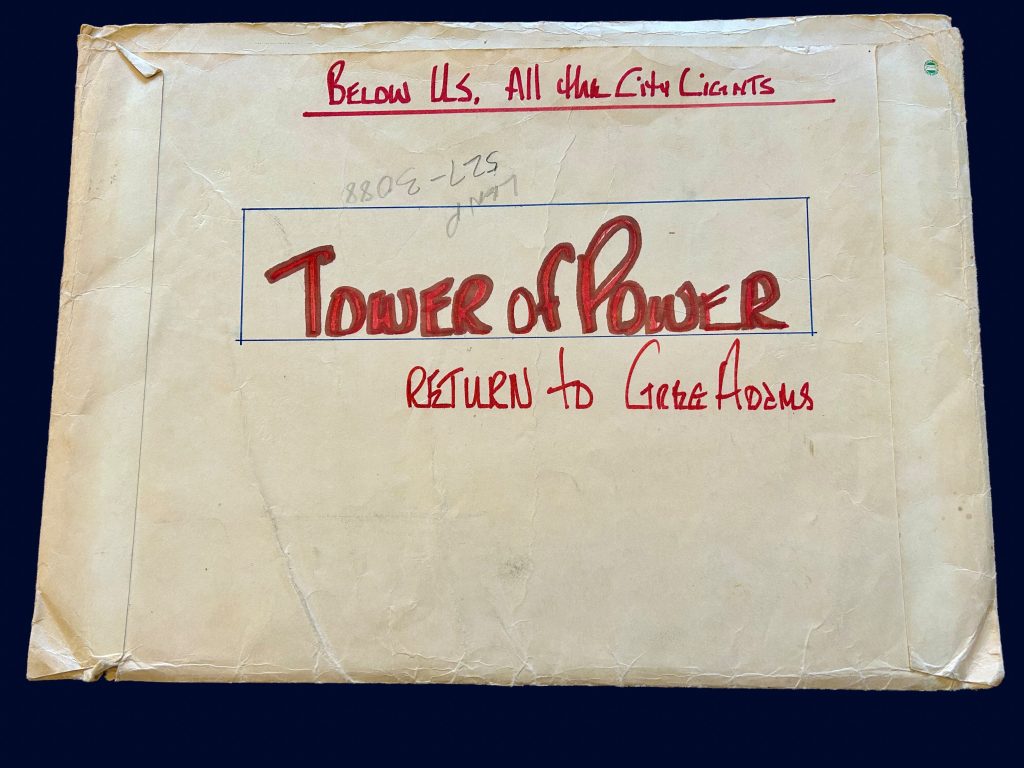 Below Us, All the City Lights
527-3088
Tower of Power
Return to Greg Adams